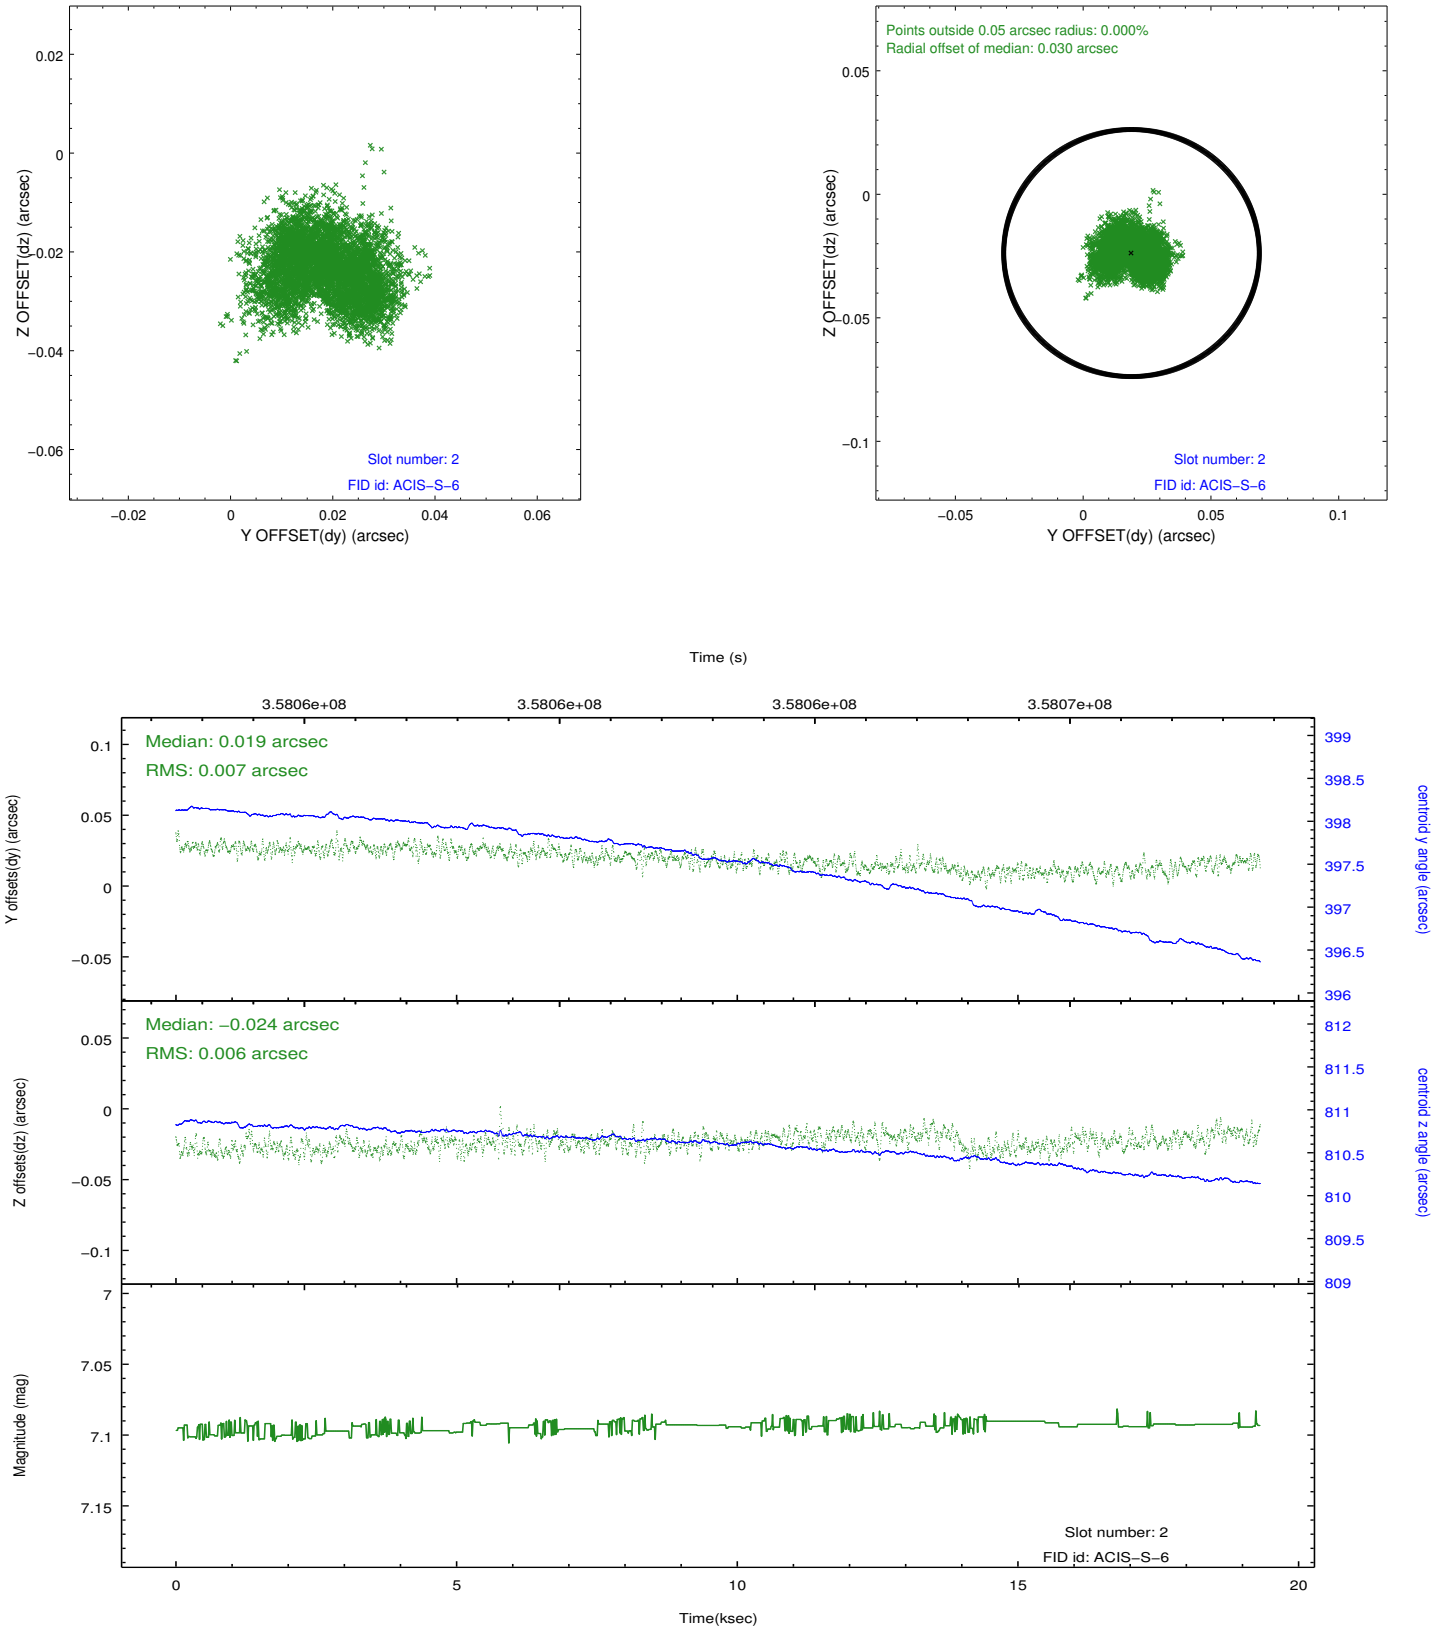 0.02
0
−0.02
−0.04
−0.06
Z OFFSET(dz) (arcsec)
Slot number: 2
FID id: ACIS−S−6
−0.02
0
0.02
0.04
0.06
Y OFFSET(dy) (arcsec)
Points outside 0.05 arcsec radius: 0.000%
Radial offset of median: 0.030 arcsec
0.05
0
−0.05
−0.1
Z OFFSET(dz) (arcsec)
Slot number: 2
FID id: ACIS−S−6
−0.05
0
0.05
0.1
Y OFFSET(dy) (arcsec)
Time (s)
3.5806e+08
3.5806e+08
3.5806e+08
3.5807e+08
Median: 0.019 arcsec
RMS: 0.007 arcsec
0.1
0.05
0
−0.05
Y offsets(dy) (arcsec)
399
398.5
398
397.5
397
396.5
396
centroid y angle (arcsec)
Median: −0.024 arcsec
RMS: 0.006 arcsec
0.05
0
−0.05
−0.1
Z offsets(dz) (arcsec)
812
811.5
811
810.5
810
809.5
809
centroid z angle (arcsec)
7
7.05
7.1
7.15
Magnitude (mag)
Slot number: 2
FID id: ACIS−S−6
0
5
10
15
20
Time(ksec)